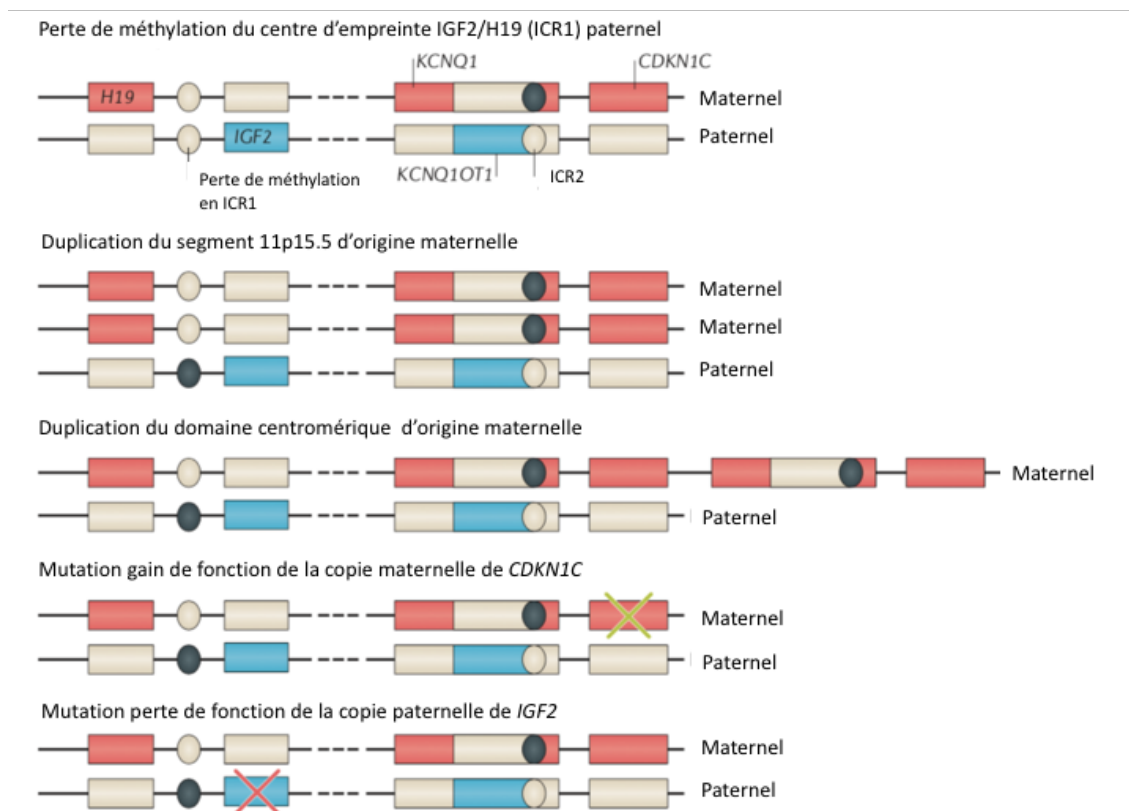 Perte de méthylation du centre d'empreinte IGF2/H19 (ICR1) paternel
KCNQ1
CDKN1C
H19
Maternel
IGF2
Paternel
Perte de méthylation
en ICR1
KCNQ1OT1
ICR2
Duplication du segment 11p15.5 d'origine maternelle
Maternel
Maternel
Paternel
Duplication du domaine centromérique d'origine maternelle
Maternel
Paternel
Mutation gain de fonction de la copie maternelle de CDKN1C
Maternel
Paternel
Mutation perte de fonction de la copie paternelle de IGF2
Maternel
Paternel